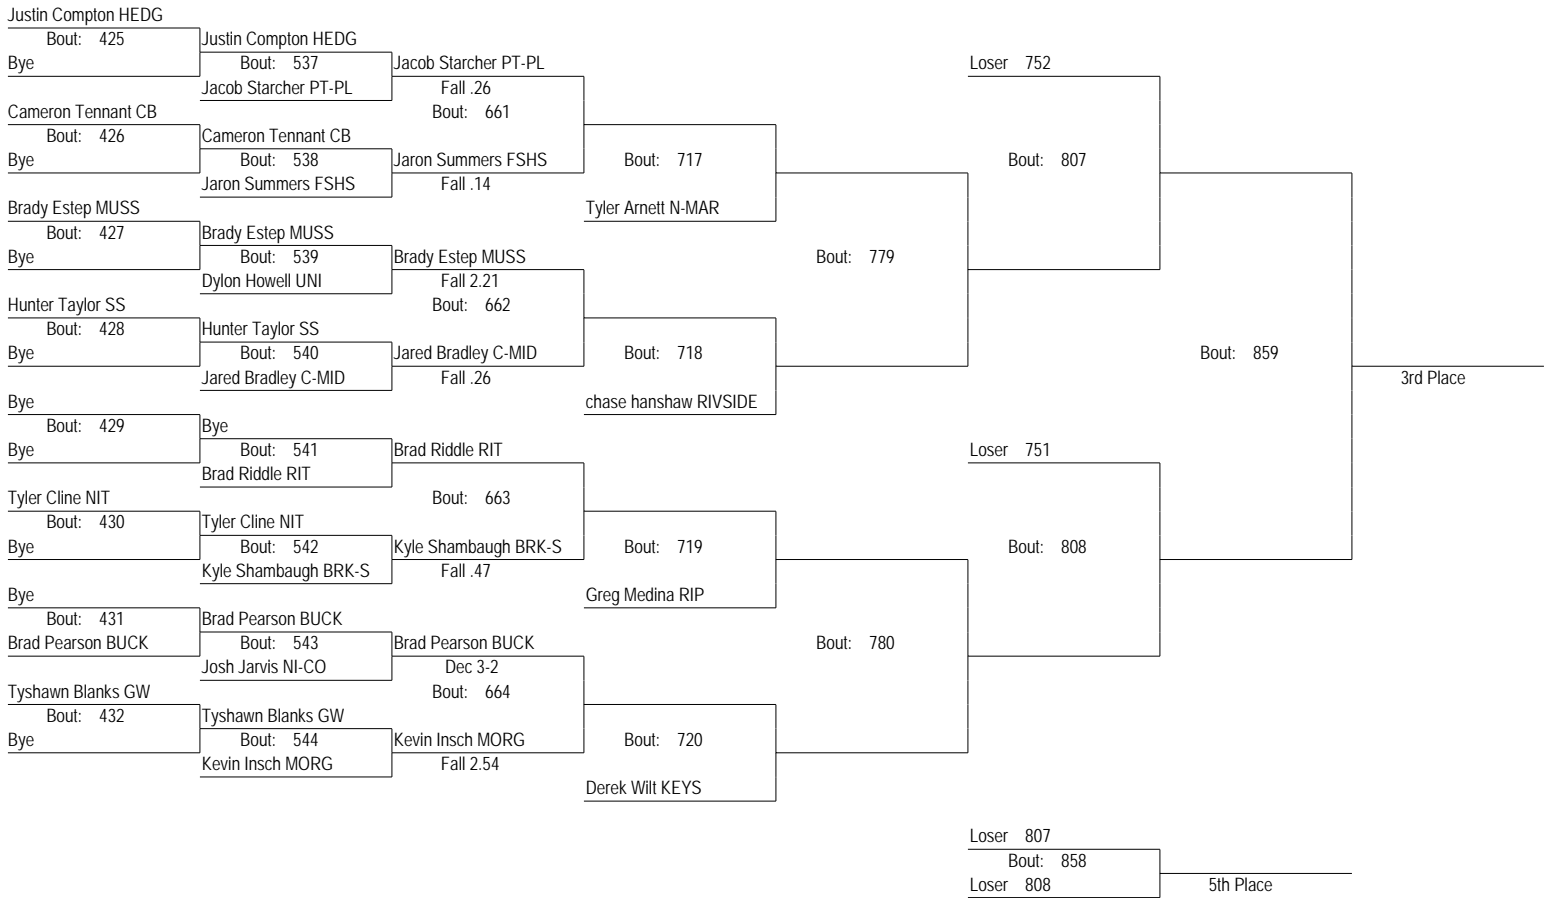 Justin Compton HEDG
Bout: 425
Bye
Cameron Tennant CB
Bout: 426
Bye
Brady Estep MUSS
Bout: 427
Bye
Hunter Taylor SS
Bout: 428
Bye
Bye
Bout: 429
Bye
Tyler Cline NIT
Bout: 430
Bye
Bye
Bout: 431
Brad Pearson BUCK
Tyshawn Blanks GW
Bout: 432
Bye
Justin Compton HEDG
Bout: 537
Jacob Starcher PT-PL
Cameron Tennant CB
Bout: 538
Jaron Summers FSHS
Brady Estep MUSS
Bout: 539
Dylon Howell UNI
Hunter Taylor SS
Bout: 540
Jared Bradley C-MID
Bye
Bout: 541
Brad Riddle RIT
Tyler Cline NIT
Bout: 542
Kyle Shambaugh BRK-S
Brad Pearson BUCK
Bout: 543
Josh Jarvis NI-CO
Tyshawn Blanks GW
Bout: 544
Kevin Insch MORG
Jacob Starcher PT-PL
Fall .26
Bout: 661
Jaron Summers FSHS
Fall .14
Brady Estep MUSS
Fall 2.21
Bout: 662
Jared Bradley C-MID
Fall .26
Brad Riddle RIT
Bout: 663
Kyle Shambaugh BRK-S
Fall .47
Brad Pearson BUCK
Dec 3-2
Bout: 664
Kevin Insch MORG
Fall 2.54
Bout: 717
Tyler Arnett N-MAR
Bout: 718
chase hanshaw RIVSIDE
Bout: 719
Greg Medina RIP
Bout: 720
Derek Wilt KEYS
Bout: 779
Bout: 780
Loser 752
Bout: 807
Loser 751
Bout: 808
Bout: 859
3rd Place
Loser 807
Bout: 858
Loser 808
5th Place